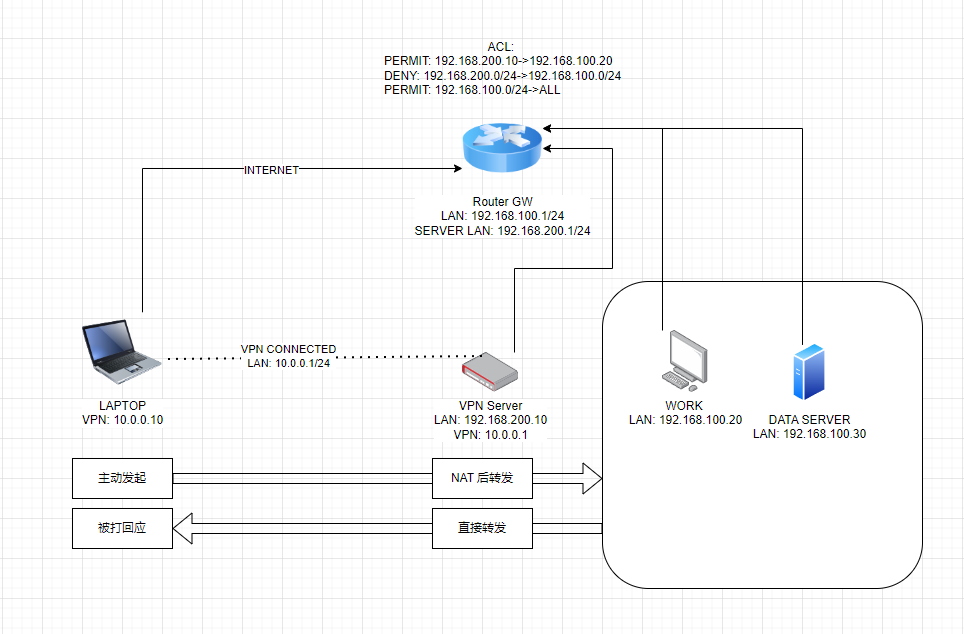 ACL:
PERMIT: 192.168.200.10->192.168.100.20
DENY: 192.168.200.0/24->192.168.100.0/24
PERMIT: 192.168.100.0/24->ALL
INTERNET
Router GW
LAN: 192.168.100.1/24
SERVER LAN: 192.168.200.1/24
VPN CONNECTED
LAN: 10.0.0.1/24
LAPTOP
VPN: 10.0.0.10
VPN Server
LAN: 192.168.200.10
VPN: 10.0.0.1
WORK
LAN: 192.168.100.20
DATA SERVER
LAN: 192.168.100.30
主动发起
NAT 后转发
被打回应
直接转发